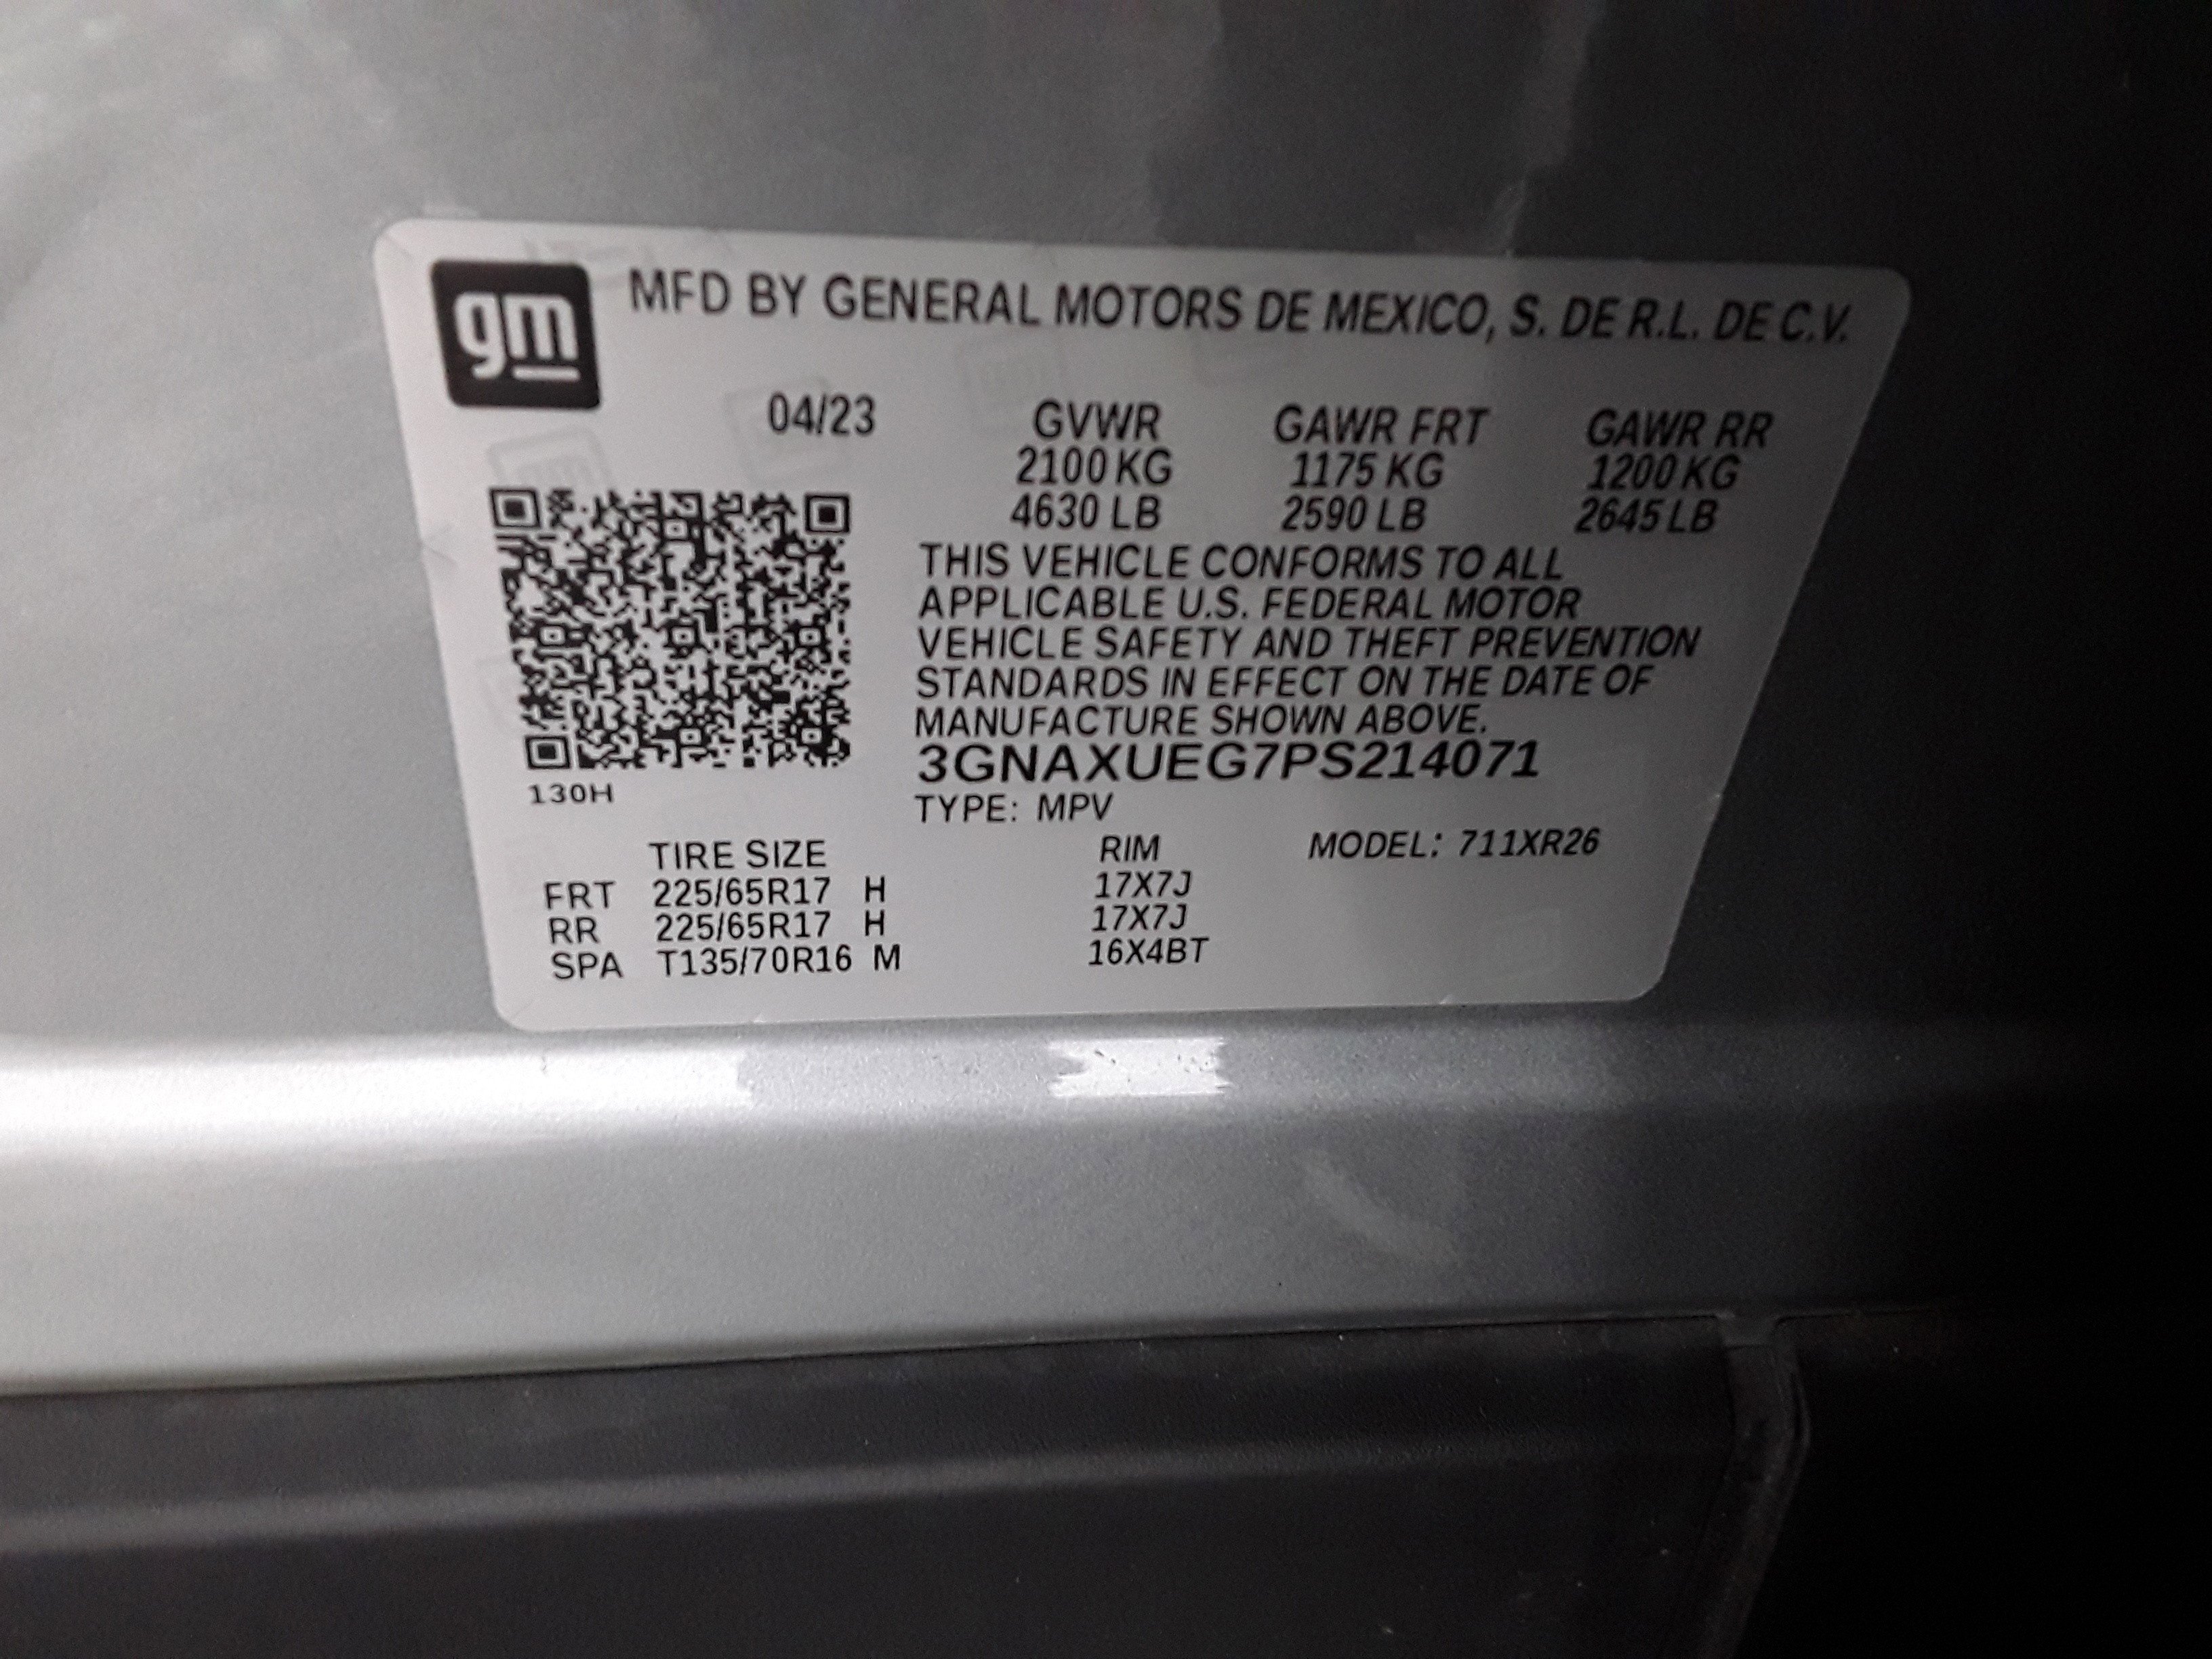 gm
MFD BY GENERAL MOTORS DE MEXICO, S. DE R.L. DE C.V.
04/23 GVWR GAWR FRT GAWR RR
2100 KG 1175 KG 1200 KG
4630 LB 2590 LB 2645 LB
THIS VEHICLE CONFORMS TO ALL
APPLICABLE U.S. FEDERAL MOTOR
VEHICLE SAFETY AND THEFT PREVENTION
STANDARDS IN EFFECT ON THE DATE OF
MANUFACTURE SHOWN ABOVE.
3GNAXUEG7PS214071
130H
TYPE: MPV
TIRE SIZE RIM MODEL: 711XR26
FRT 225/65R17 H 17X7J
RR 225/65R17 H 17X7J
SPA T135/70R16 M 16X4BT